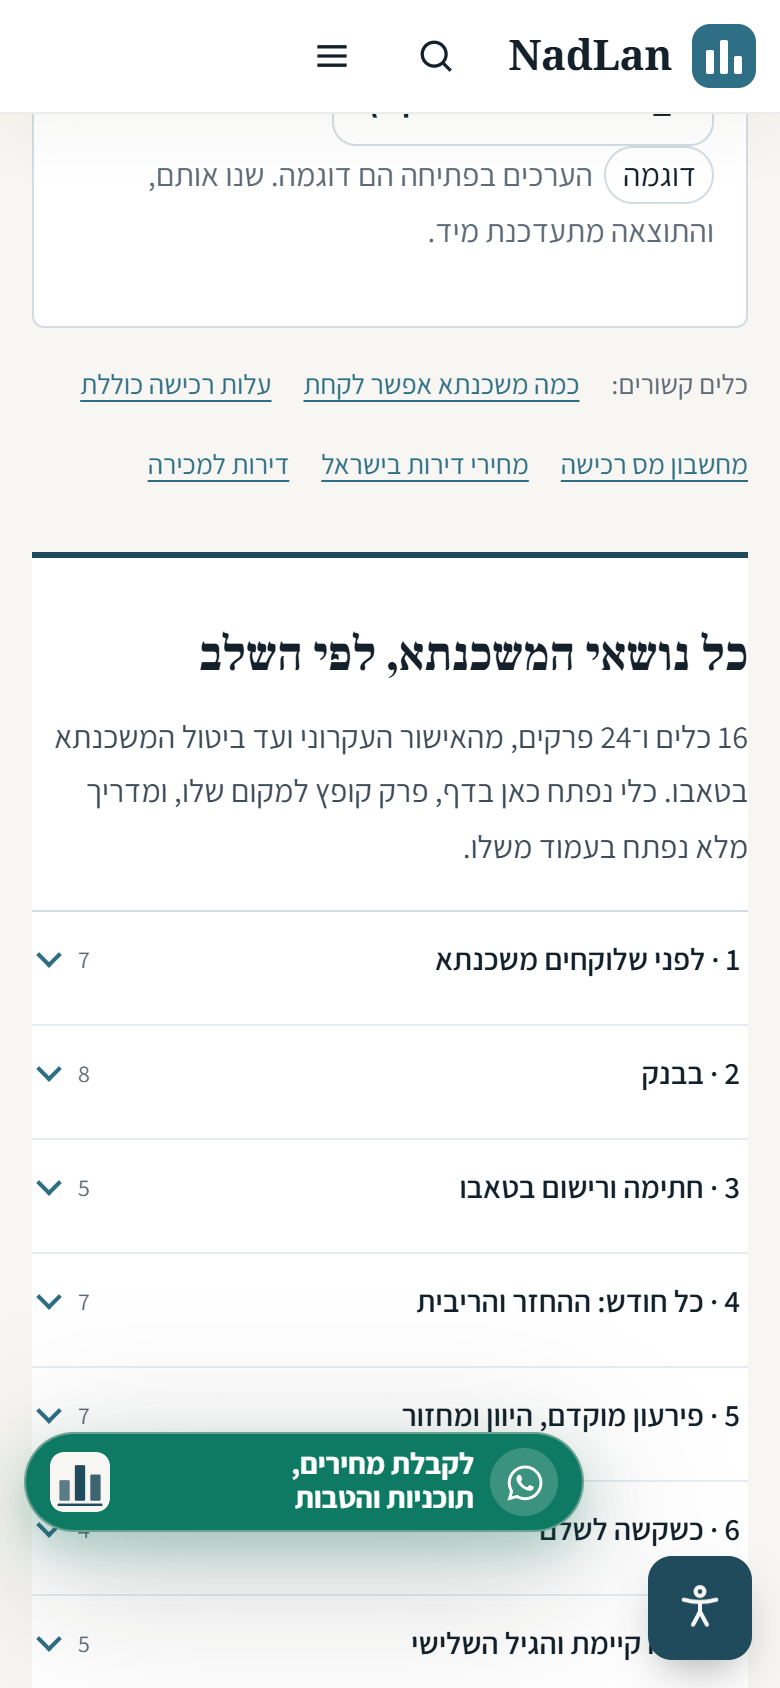 NadLan
דוגמה הערכים בפתיחה הם דוגמה. שנו אותם,
והתוצאה מתעדכנת מיד.
כלים קשורים: כמה משכנתא אפשר לקחת עלות רכישה כוללת
מחשבון מס רכישה מחירי דירות בישראל דירות למכירה
כל נושאי המשכנתא, לפי השלב
16 כלים ו־24 פרקים, מהאישור העקרוני ועד ביטול המשכנתא
בטאבו. כלי נפתח כאן בדף, פרק קופץ למקום שלו, ומדריך
מלא נפתח בעמוד משלו.
1 · לפני שלוקחים משכנתא 7
2 · בבנק 8
3 · חתימה ורישום בטאבו 5
4 · כל חודש: ההחזר והריבית 7
5 · פירעון מוקדם, היוון ומחזור 7
לקבלת מחירים,
תוכניות והטבות
6 · כשקשה לשלם
קיימת והגיל השלישי 5